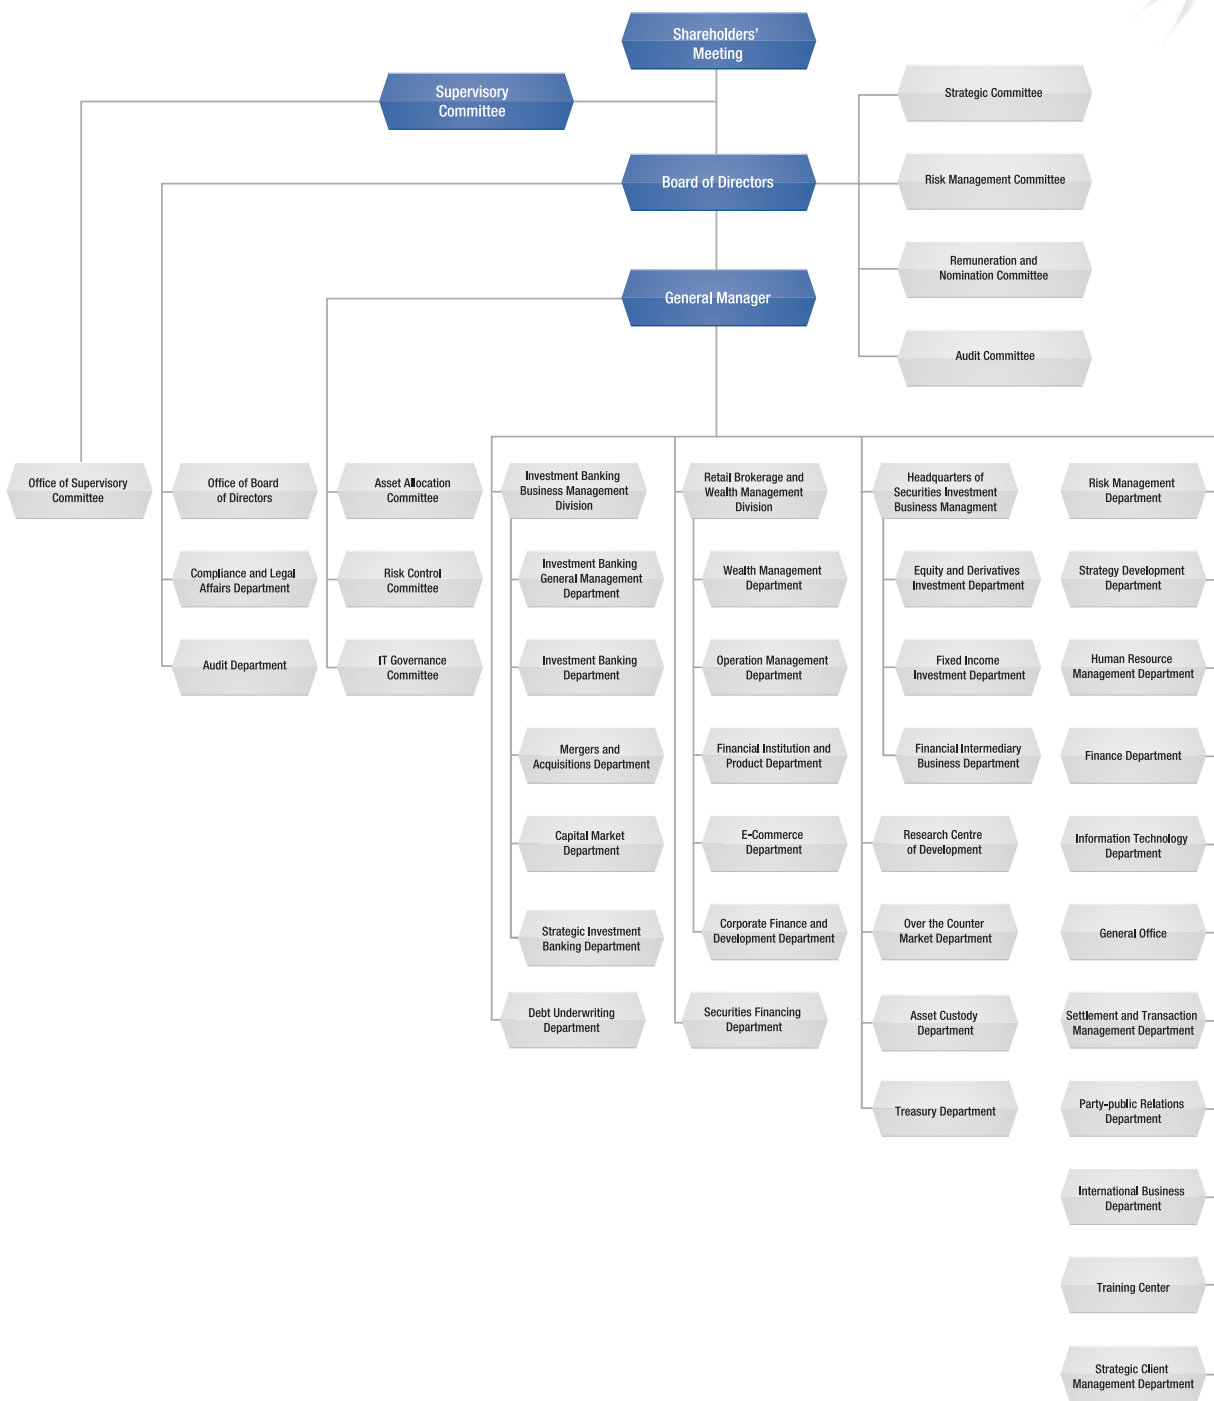 Shareholders'
Meeting
Supervisory
Committee
Strategic Committee
Board of Directors
Risk Management Committee
Remuneration and
Nomination Committee
General Manager
Audit Committee
Office of Supervisory
Committee
Office of Board
of Directors
Asset Allocation
Committee
Investment Banking
Business Management
Division
Retail Brokerage and
Wealth Management
Division
Headquarters of
Securities Investment
Business Managment
Risk Management
Department
Compliance and Legal
Affairs Department
Risk Control
Committee
Investment Banking
General Management
Department
Wealth Management
Department
Equity and Derivatives
Investment Department
Strategy Development
Department
Audit Department
IT Governance
Committee
Investment Banking
Department
Operation Management
Department
Fixed Income
Investment Department
Human Resource
Management Department
Mergers and
Acquisitions Department
Financial Institution and
Product Department
Financial Intermediary
Business Department
Finance Department
Capital Market
Department
E-Commerce
Department
Research Centre
of Development
Information Technology
Department
Strategic Investment
Banking Department
Corporate Finance and
Development Department
Over the Counter
Market Department
General Office
Debt Underwriting
Department
Securities Financing
Department
Asset Custody
Department
Settlement and Transaction
Management Department
Treasury Department
Party-public Relations
Department
International Business
Department
Training Center
Strategic Client
Management Department